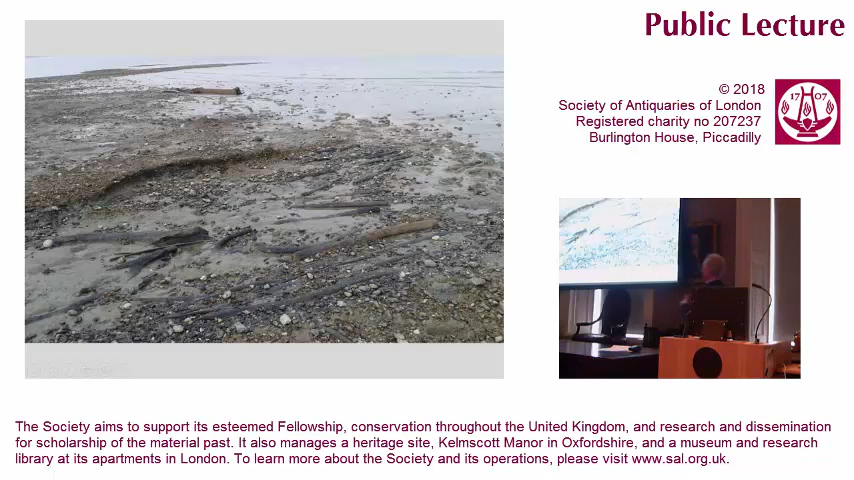 Public Lecture
© 2018
Society of Antiquaries of London
Registered charity no 207237
Burlington House, Piccadilly
17 07
The Society aims to support its esteemed Fellowship, conservation throughout the United Kingdom, and research and dissemination
for scholarship of the material past. It also manages a heritage site, Kelmscott Manor in Oxfordshire, and a museum and research
library at its apartments in London. To learn more about the Society and its operations, please visit www.sal.org.uk.